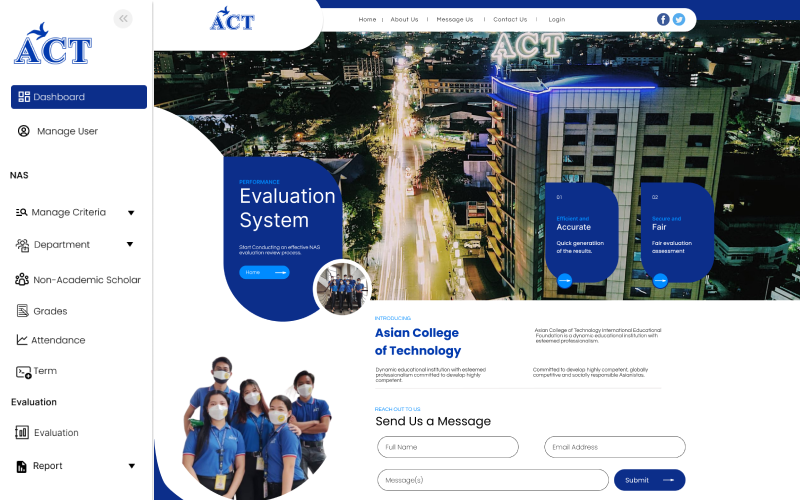 ACT
Dashboard
Manage User
NAS
Manage Criteria
Department
Non-Academic Scholar
Grades
Attendance
Term
Evaluation
Evaluation
Report
ACT
Home | About Us | Message Us | Contact Us | Login
ACT
PERFORMANCE
Evaluation
System
Start Conducting an effective NAS
evaluation review process.
Home
01
Efficient and
Accurate
Quick generatiion
of the results.
02
Secure and
Fair
Fair evaluation
assessment
INTRODUCING
Asian College
of Technology
Dynamic educational institution with esteemed
professionalism committed to develop highly
competent.
Asian College of Technology International Educational
Foundation is a dynamic educational institution with
esteemed professionalism.
Committed to develop highly competent, globally
competitive and socially responsible Asianistas.
REACH OUT TO US
Send Us a Message
Full Name
Email Address
Message(s)
Submit